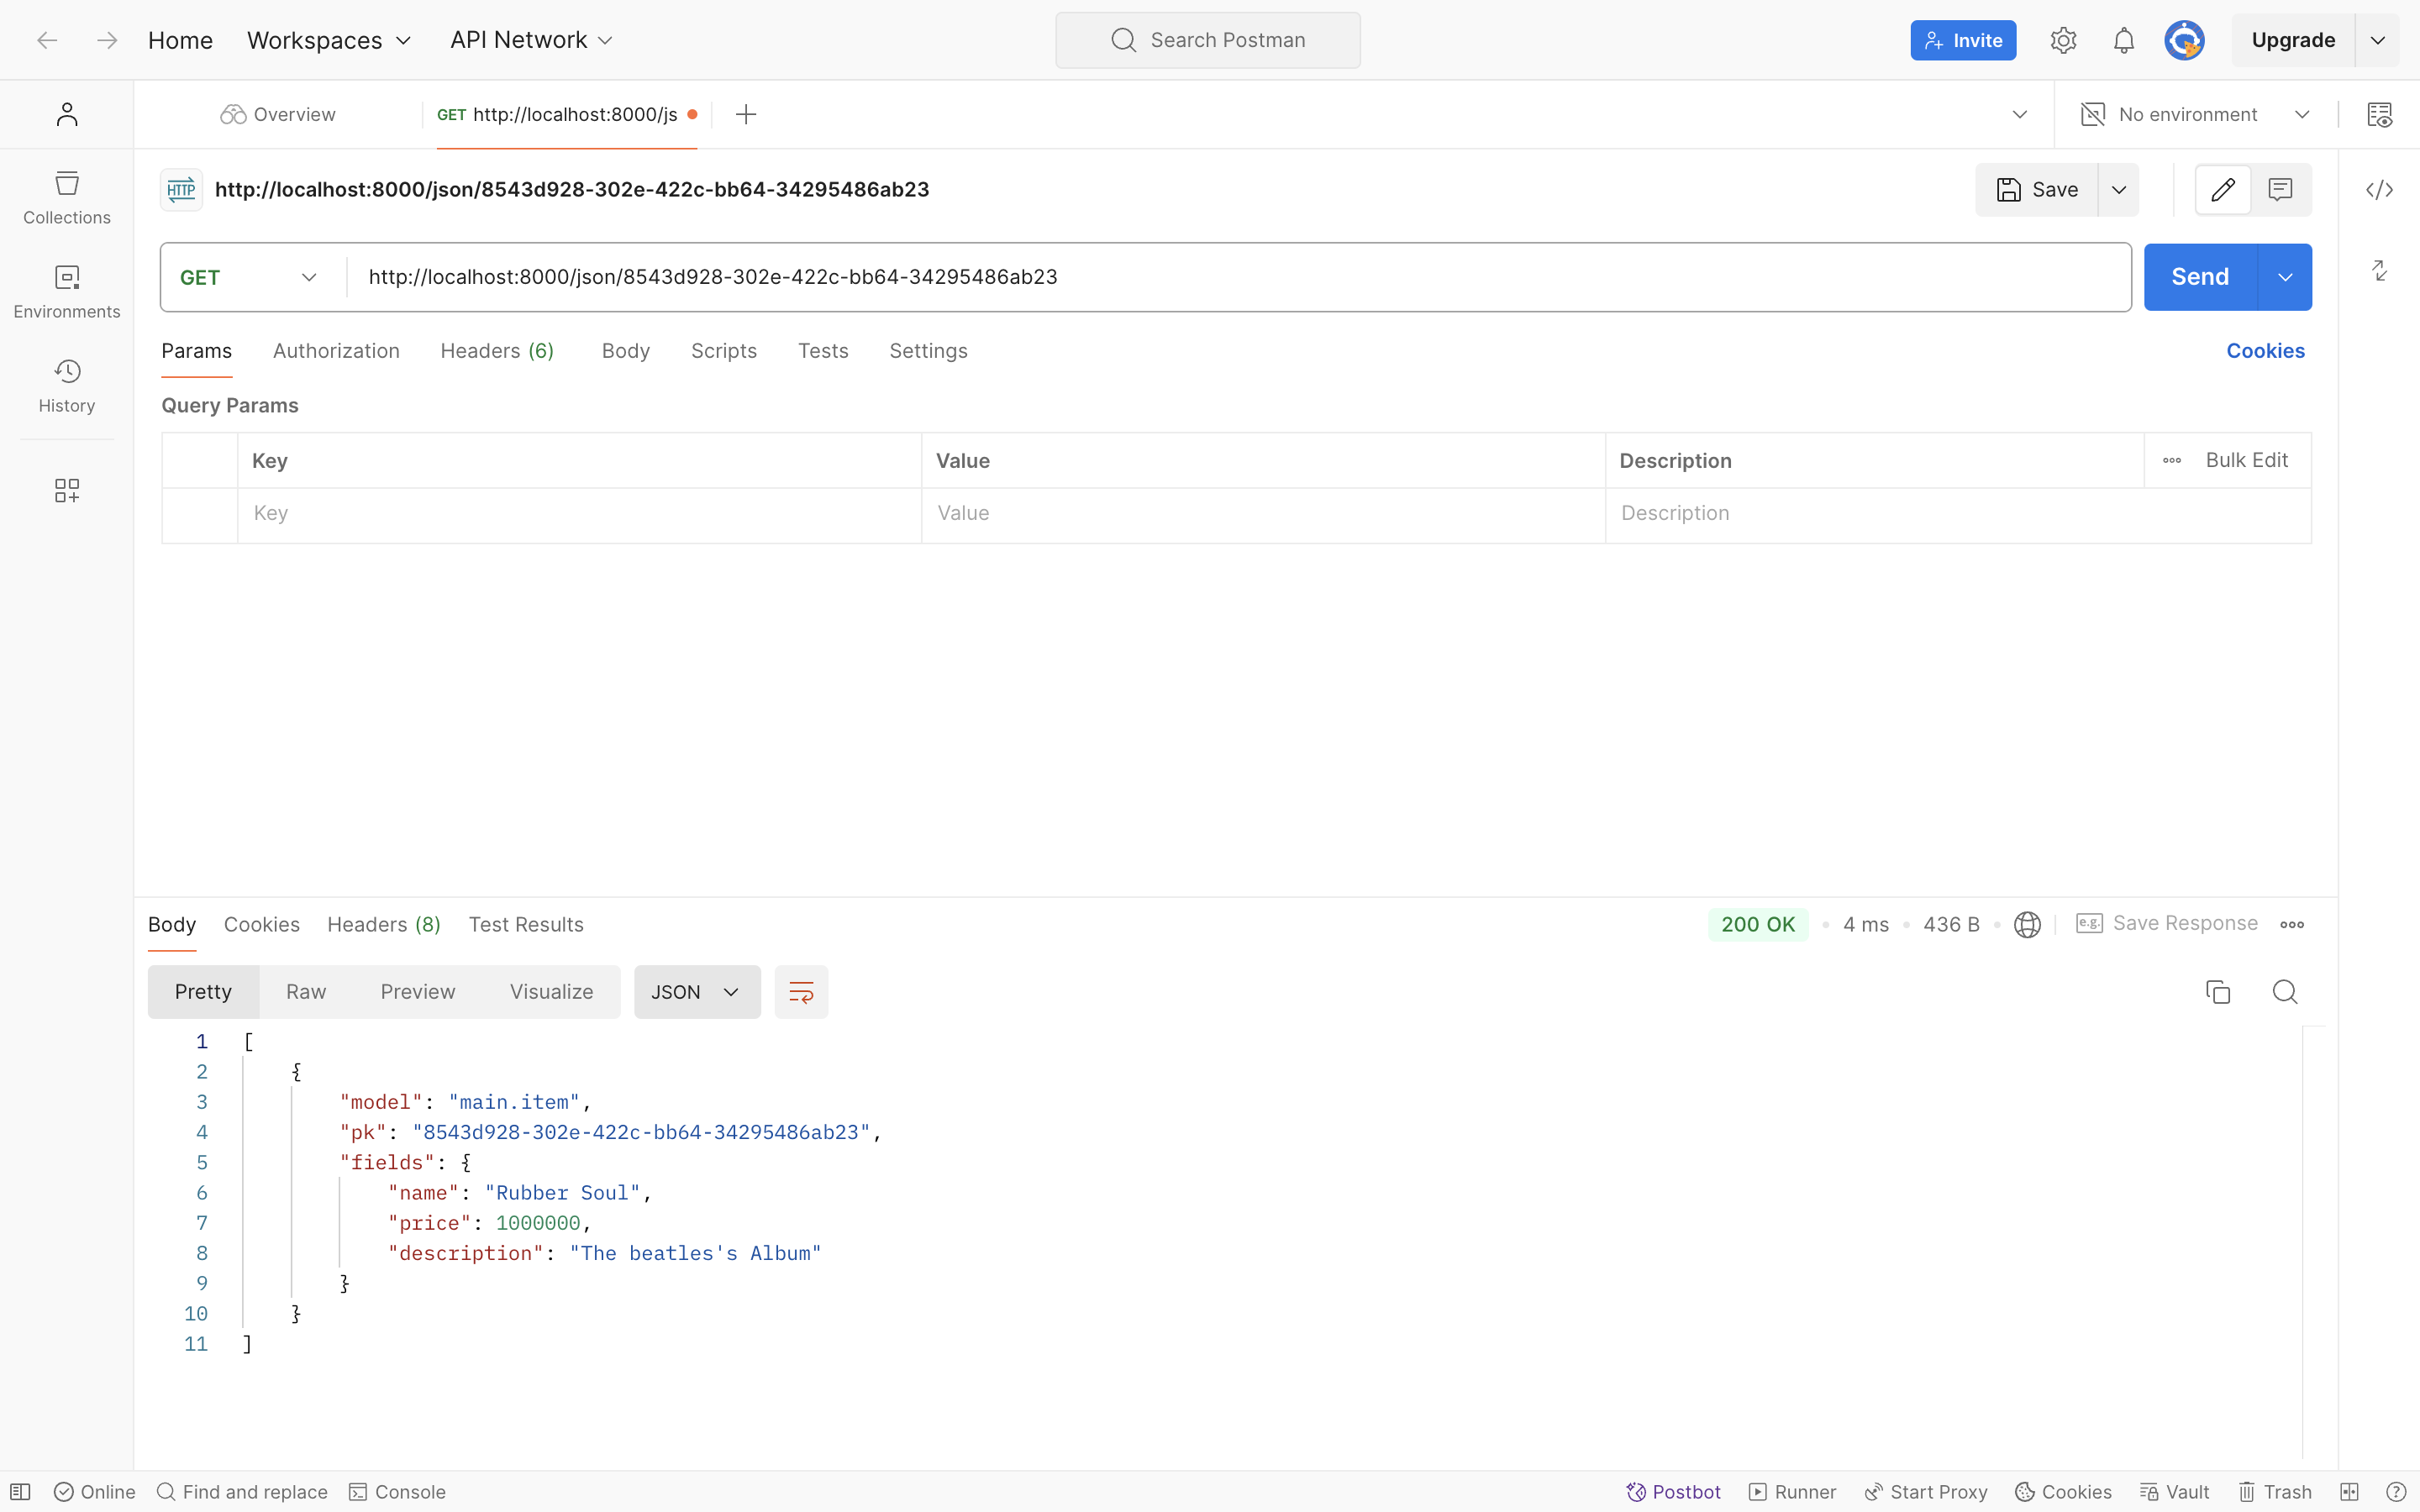 Home Workspaces API Network Search Postman Invite Upgrade
Overview GET http://localhost:8000/js No environment
HTTP http://localhost:8000/json/8543d928-302e-422c-bb64-34295486ab23 Save
Collections
GET http://localhost:8000/json/8543d928-302e-422c-bb64-34295486ab23 Send
Environments
Params Authorization Headers (6) Body Scripts Tests Settings Cookies
History
Query Params
Key Value Description Bulk Edit
Key Value Description
Body Cookies Headers (8) Test Results 200 OK 4 ms 436 B e.g. Save Response
Pretty Raw Preview Visualize JSON
1 [
2 {
3 "model": "main.item",
4 "pk": "8543d928-302e-422c-bb64-34295486ab23",
5 "fields": {
6 "name": "Rubber Soul",
7 "price": 1000000,
8 "description": "The beatles's Album"
9 }
10 }
11 ]
Online Find and replace Console Postbot Runner Start Proxy Cookies Vault Trash